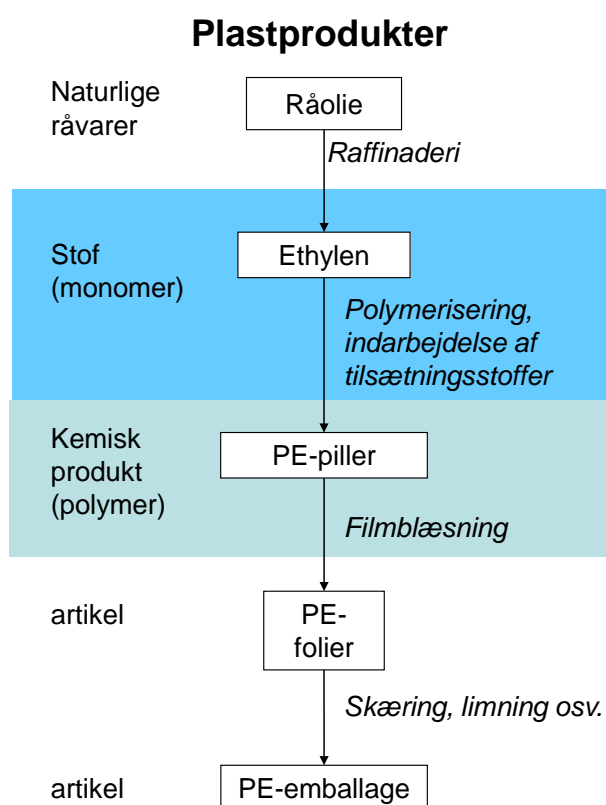 Plastprodukter
Naturlige
råvarer
Råolie
Raffinaderi
Stof
(monomer)
Ethylen
Polymerisering,
indarbejdelse af
tilsætningsstoffer
Kemisk
produkt
(polymer)
PE-piller
Filmblæsning
artikel
PE-
folier
Skæring, limning osv.
artikel
PE-emballage